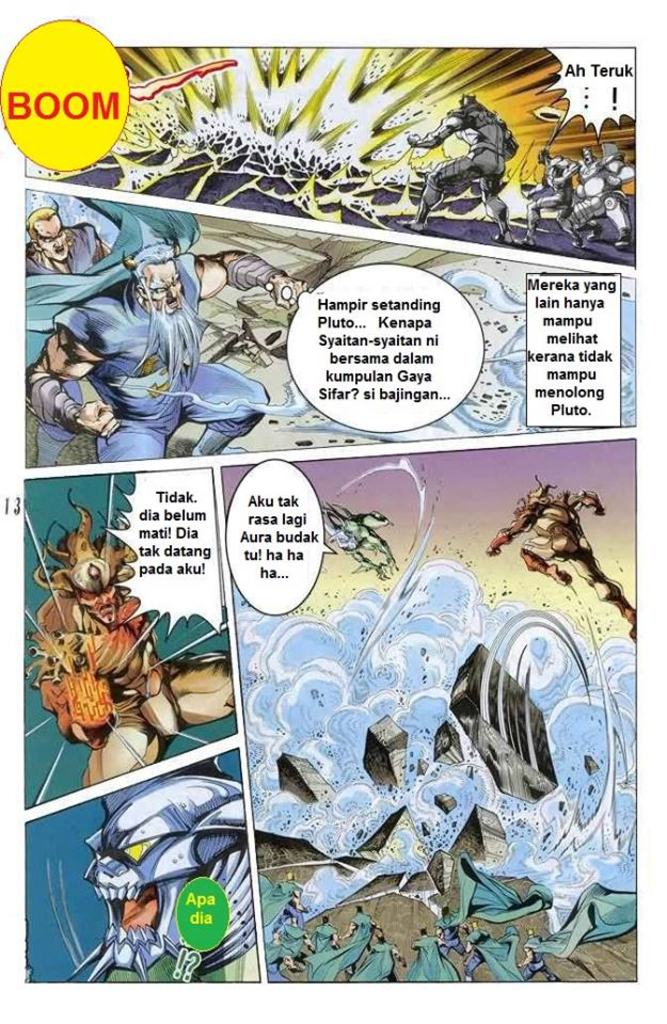 BOOM
Ah Teruk
... !
Hampir setanding
Pluto... Kenapa
Syaitan-syaitan ni
bersama dalam
kumpulan Gaya
Sifar? si bajingan...
Mereka yang
lain hanya
mampu
melihat
kerana tidak
mampu
menolong
Pluto.
13
Tidak.
dia belum
mati! Dia
tak datang
pada aku!
Aku tak
rasa lagi
Aura budak
tu! ha ha
ha...
Apa
dia
!?